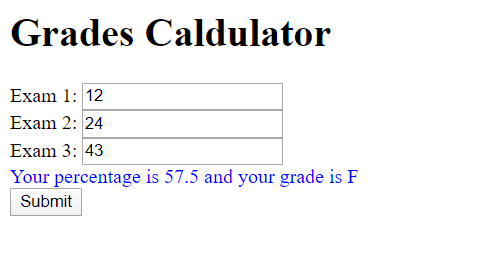 Grades Caldulator
Exam 1: 12
Exam 2: 24
Exam 3: 43
Your percentage is 57.5 and your grade is F
Submit